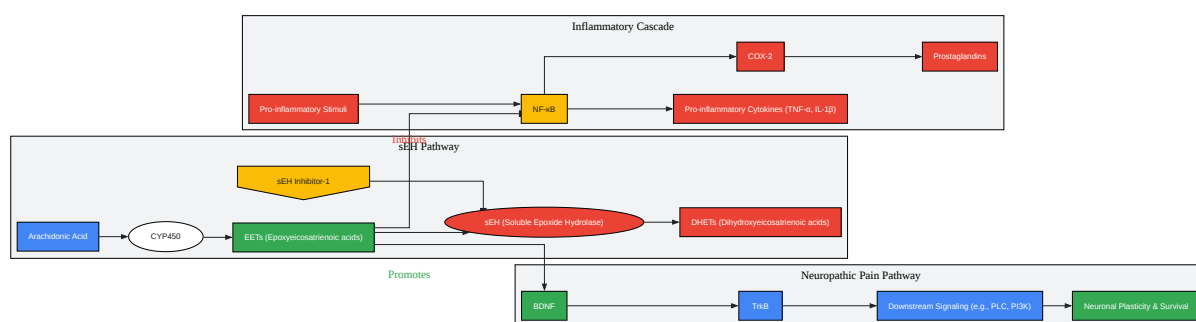 Inflammatory Cascade
COX-2
Prostaglandins
Pro-inflammatory Stimuli
NF-κB
Pro-inflammatory Cytokines (TNF-α, IL-1β)
Inhibits
sEH Pathway
sEH Inhibitor-1
sEH (Soluble Epoxide Hydrolase)
DHETs (Dihydroxyeicosatrienoic acids)
Arachidonic Acid
CYP450
EETs (Epoxyeicosatrienoic acids)
Promotes
Neuropathic Pain Pathway
BDNF
TrkB
Downstream Signaling (e.g., PLC, PI3K)
Neuronal Plasticity & Survival